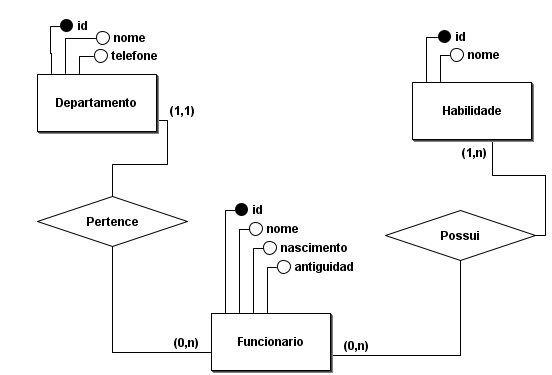 id
nome
telefone
Departamento
(1,1)
id
nome
Habilidade
(1,n)
Pertence
id
nome
nascimento
antiguidad
Possui
(0,n)
Funcionario
(0,n)